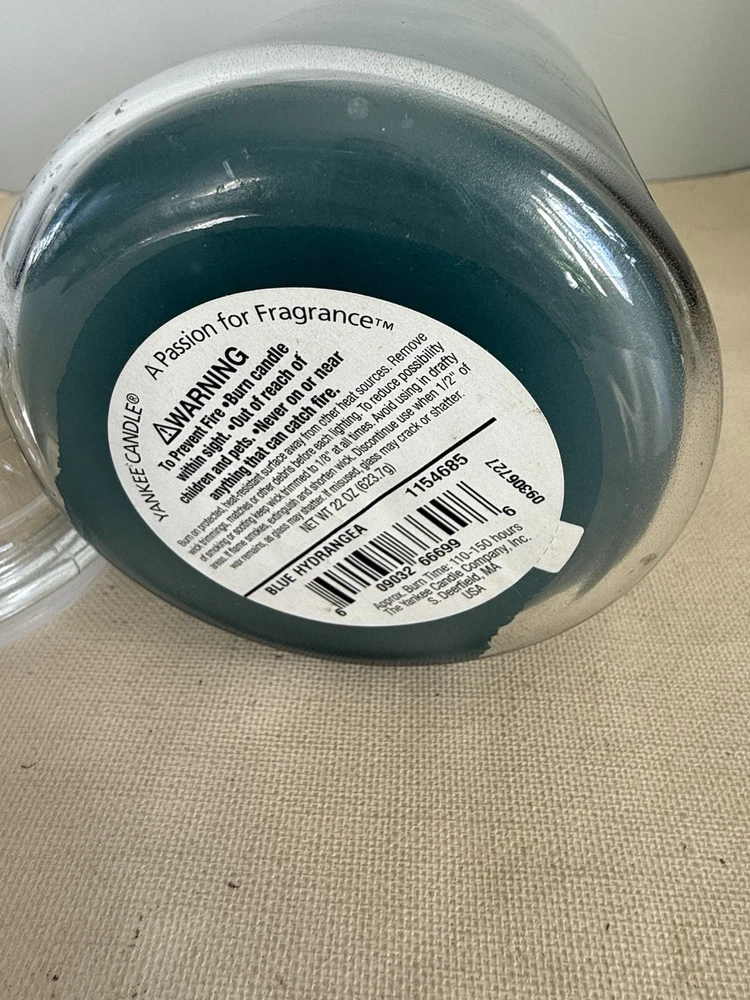 YANKEE CANDLE® A Passion for Fragrance™
⚠WARNING
To Prevent Fire •Burn candle
within sight. •Out of reach of
children and pets. •Never on or near
anything that can catch fire.
Burn on protected, heat-resistant surface away from other heat sources. Remove
wick trimmings, matches or other debris before each lighting. To reduce possibility
of smoking or sooting keep wick trimmed to 1/8" at all times. Avoid using in drafty
areas. If flame smokes, extinguish and shorten wick. Discontinue use when 1/2" of
wax remains, as glass may shatter. If misused, glass may crack or shatter.
NET WT 22 OZ (623.7g)
BLUE HYDRANGEA 1154685
6 09032 66699 6
09306727
Approx. Burn Time: 110-150 hours
The Yankee Candle Company, Inc.
S. Deerfield, MA
USA